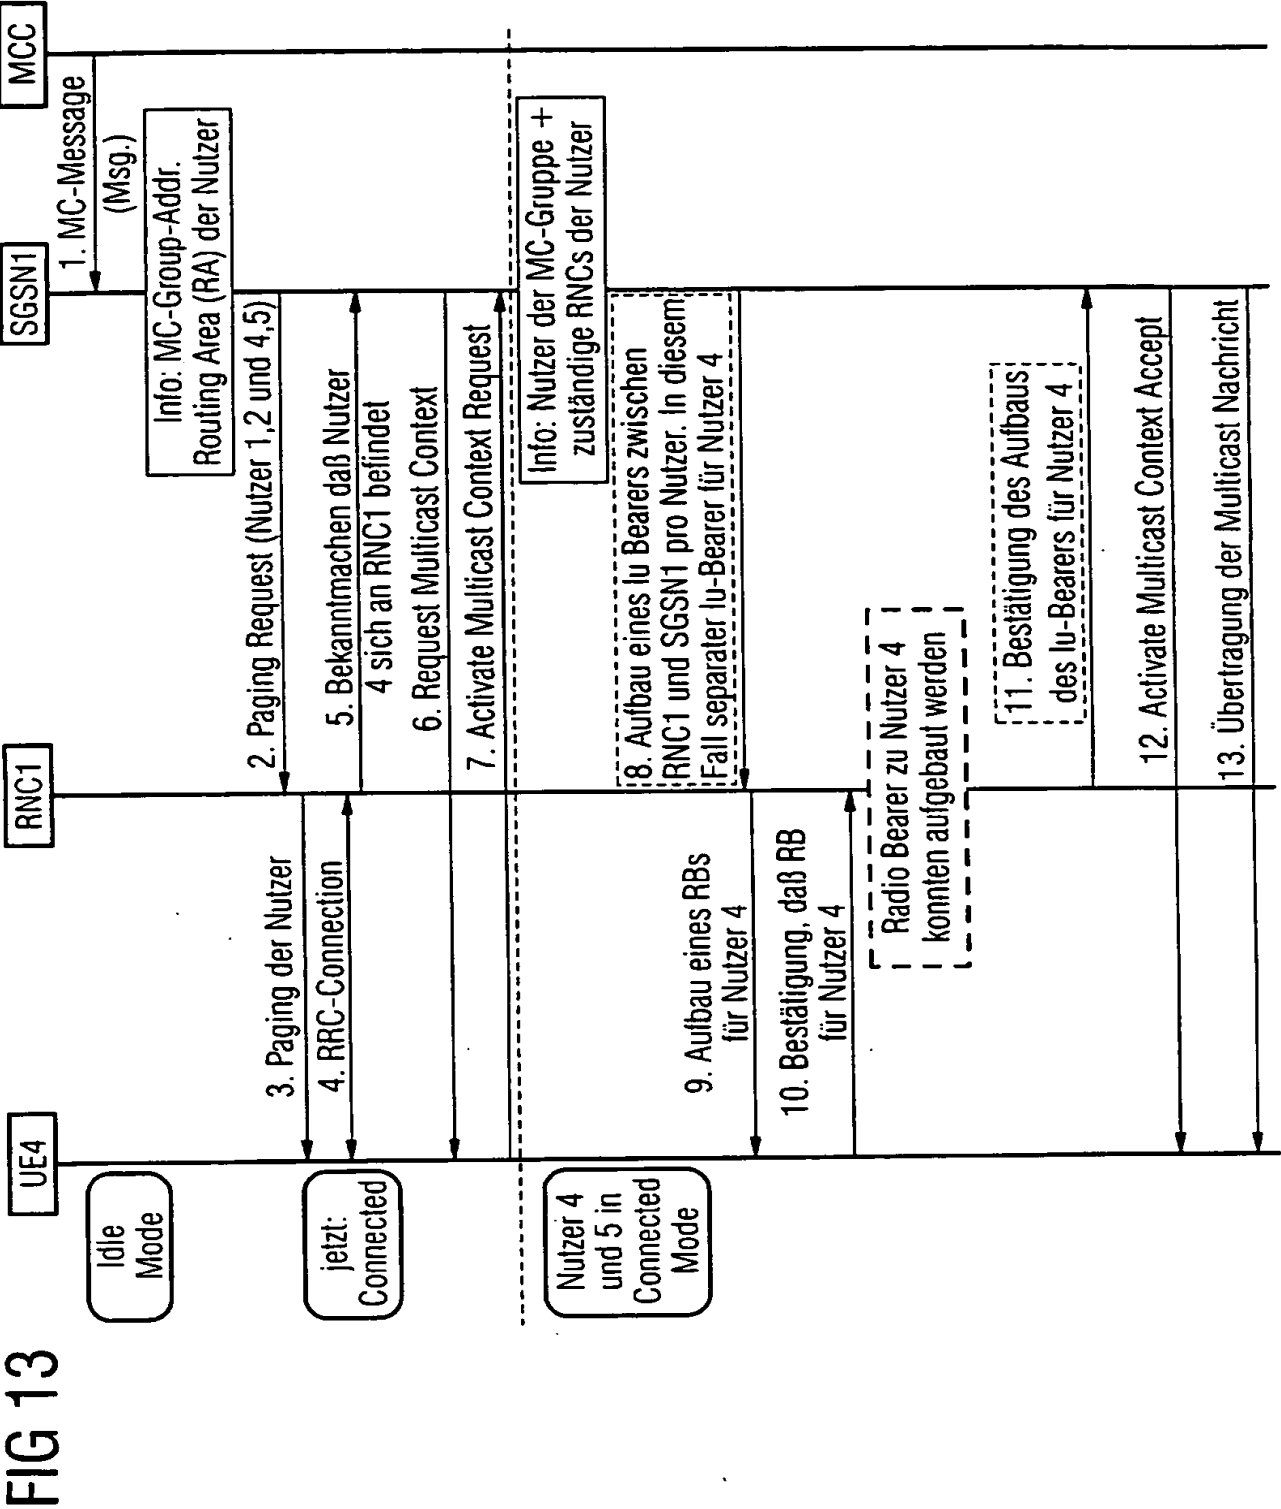 FIG 13
UE4
RNC1
SGSN1
MCC
Idle
Mode
1. MC-Message
(Msg.)
Info: MC-Group-Addr.
Routing Area (RA) der Nutzer
2. Paging Request (Nutzer 1,2 und 4,5)
3. Paging der Nutzer
jetzt:
Connected
4. RRC-Connection
5. Bekanntmachen daß Nutzer
4 sich an RNC1 befindet
6. Request Multicast Context
7. Activate Multicast Context Request
Info: Nutzer der MC-Gruppe +
zuständige RNCs der Nutzer
Nutzer 4
und 5 in
Connected
Mode
8. Aufbau eines Iu Bearers zwischen
RNC1 und SGSN1 pro Nutzer. In diesem
Fall separater Iu-Bearer für Nutzer 4
9. Aufbau eines RBs
für Nutzer 4
10. Bestätigung, daß RB
für Nutzer 4
Radio Bearer zu Nutzer 4
konnten aufgebaut werden
11. Bestätigung des Aufbaus
des Iu-Bearers für Nutzer 4
12. Activate Multicast Context Accept
13. Übertragung der Multicast Nachricht